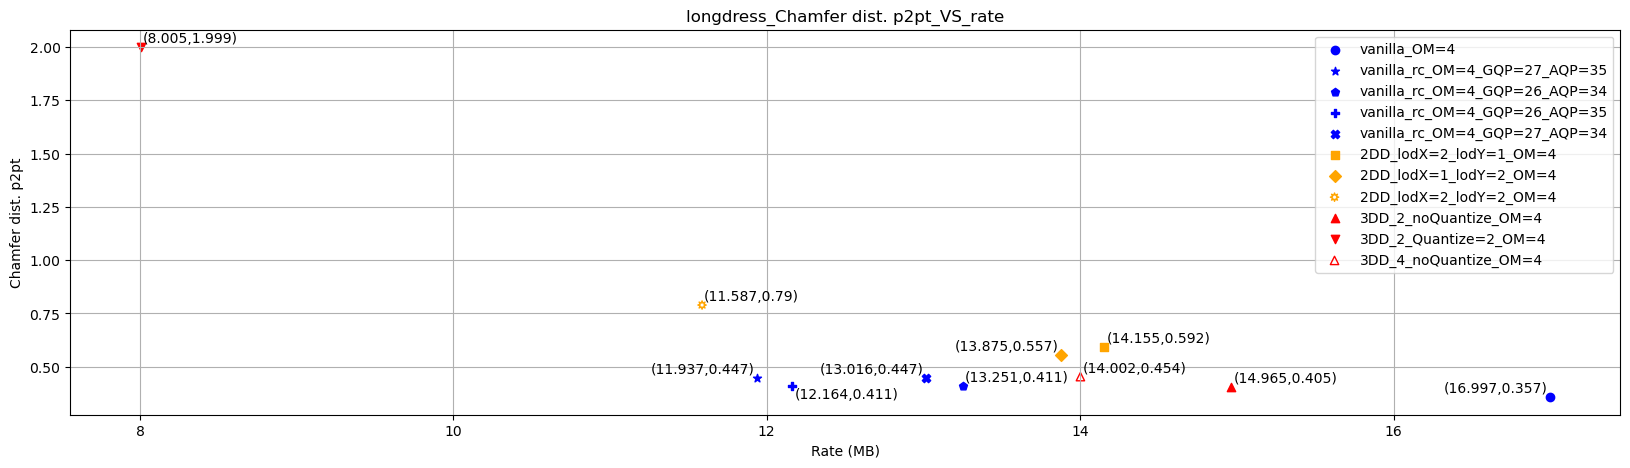 longdress_Chamfer dist. p2pt_VS_rate
Chamfer dist. p2pt
2.00
1.75
1.50
1.25
1.00
0.75
0.50
(8.005,1.999)
(11.587,0.79)
(11.937,0.447)
(12.164,0.411)
(13.016,0.447)
(13.251,0.411)
(13.875,0.557)
(14.155,0.592)
(14.002,0.454)
(14.965,0.405)
(16.997,0.357)
vanilla_OM=4
vanilla_rc_OM=4_GQP=27_AQP=35
vanilla_rc_OM=4_GQP=26_AQP=34
vanilla_rc_OM=4_GQP=26_AQP=35
vanilla_rc_OM=4_GQP=27_AQP=34
2DD_lodX=2_lodY=1_OM=4
2DD_lodX=1_lodY=2_OM=4
2DD_lodX=2_lodY=2_OM=4
3DD_2_noQuantize_OM=4
3DD_2_Quantize=2_OM=4
3DD_4_noQuantize_OM=4
8
10
12
14
16
Rate (MB)